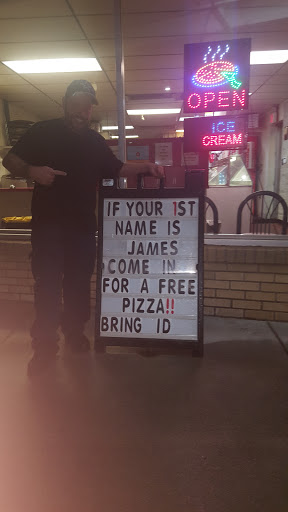 OPEN
ICE
CREAM
IF YOUR 1ST
NAME IS
JAMES
COME IN
FOR A FREE
PIZZA!!
BRING ID